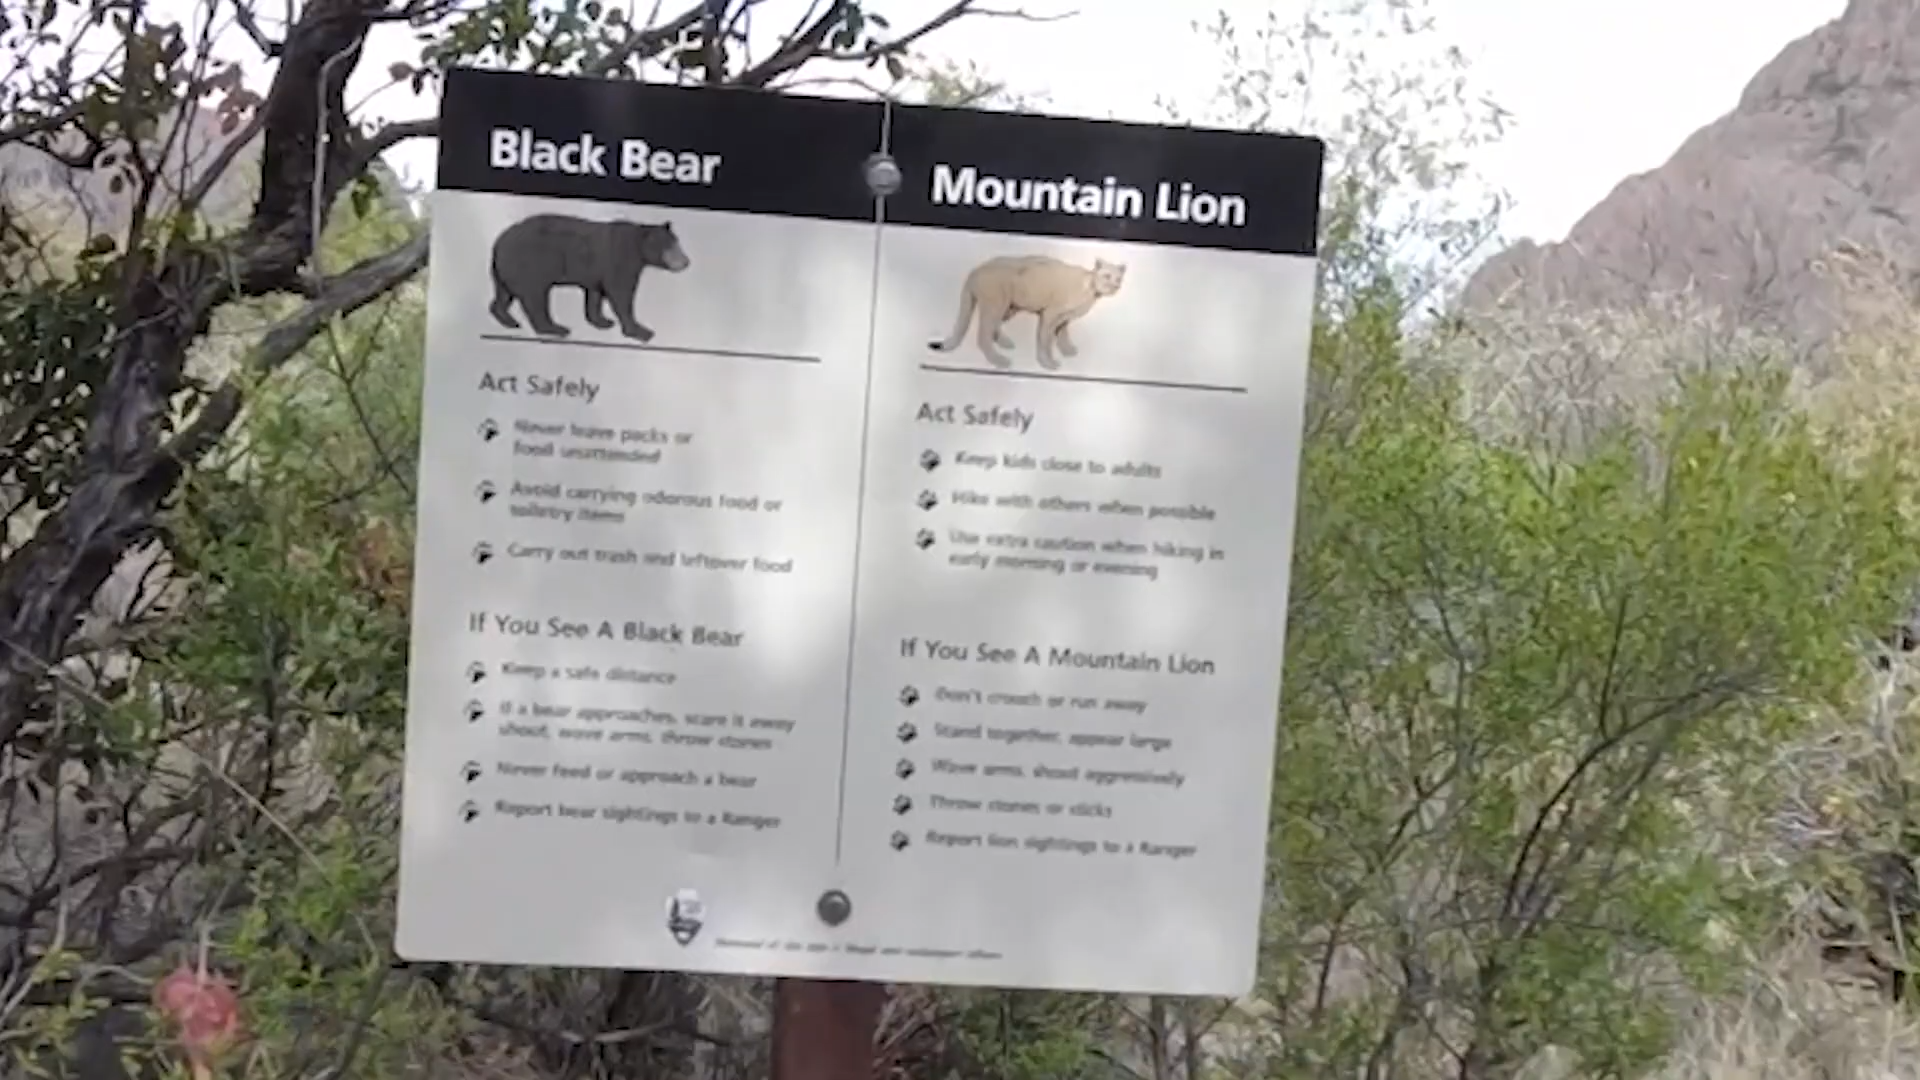 Black Bear
Act Safely
Never leave packs or
food unattended
Avoid carrying odorous food or
toiletry items
Carry out trash and leftover food
If You See A Black Bear
Keep a safe distance
If a bear approaches, scare it away
shout, wave arms, throw stones
Never feed or approach a bear
Report bear sightings to a Ranger
Mountain Lion
Act Safely
Keep kids close to adults
Hike with others when possible
Use extra caution when hiking in
early morning or evening
If You See A Mountain Lion
Don't crouch or run away
Stand together, appear large
Wave arms, shout aggressively
Throw stones or sticks
Report lion sightings to a Ranger